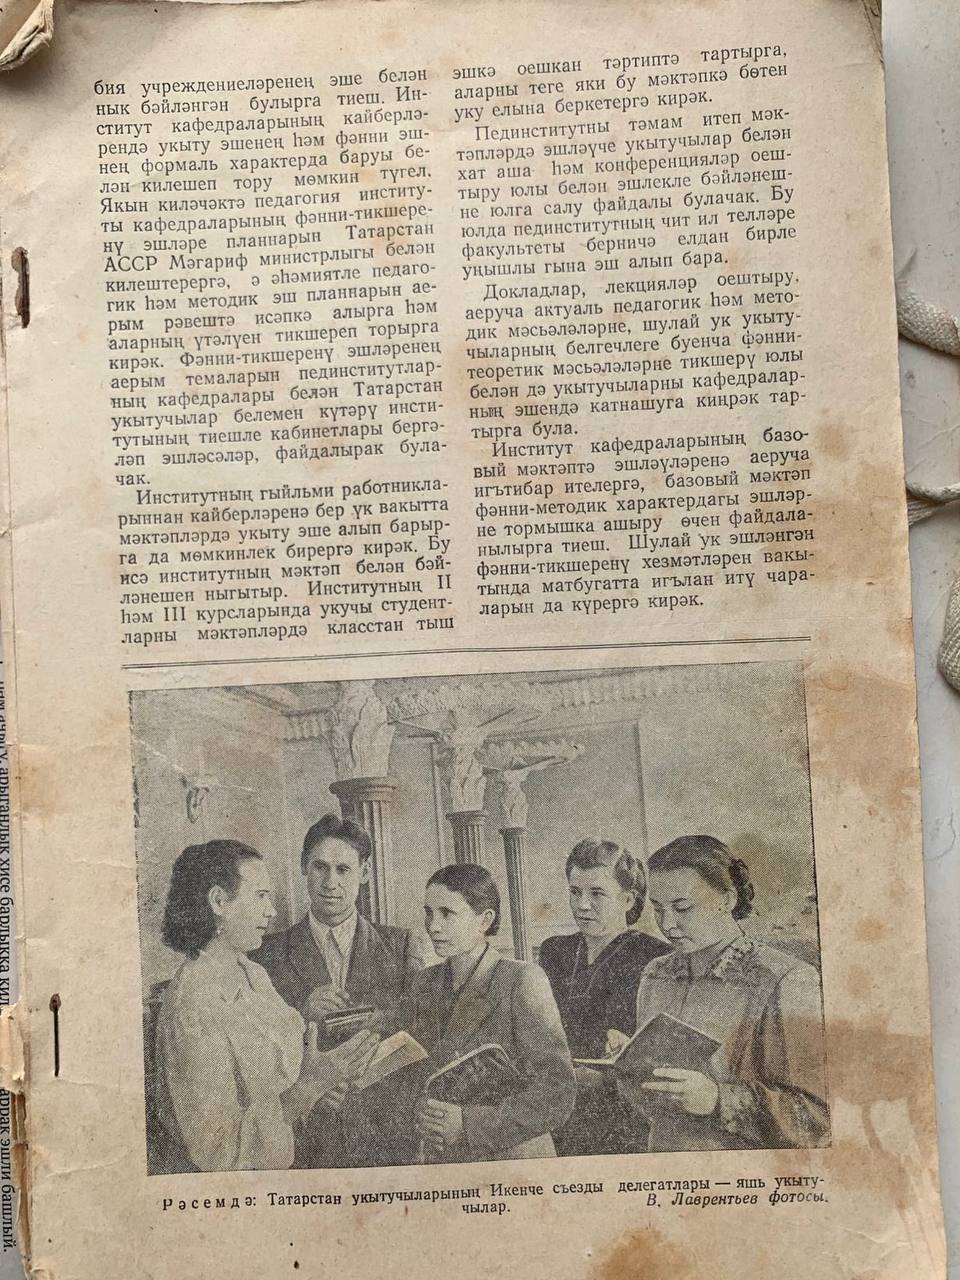 бия учреждениеләренең эше белән
нык бәйләнгән булырга тиеш. Ин-
ститут кафедраларының кайберлә-
рендә укыту эшенең һәм фәнни эш-
нең формаль характерда баруы бе-
лән килешеп тору мөмкин түгел.
Якын киләчәктә педагогия институ-
ты кафедраларының фәнни-тикшере-
нү эшләре планнарын Татарстан
АССР Мәгариф министрлыгы белән
килештерергә, ә әһәмиятле педаго-
гик һәм методик эш планнарын ае-
рым рәвештә исәпкә алырга һәм
аларның үтәлүен тикшереп торырга
кирәк. Фәнни-тикшеренү эшләренең
аерым темаларын пединститутлар-
ның кафедралары белән Татарстан
укытучылар белемен күтәрү инсти-
тутының тиешле кабинетлары бергә-
ләп эшләсәләр, файдалырак була-
чак.
Институтның гыйльми работникла-
рыннан кайберләренә бер үк вакытта
мәктәпләрдә укыту эше алып барыр-
га да мөмкинлек бирергә кирәк. Бу
исә институтның мәктәп белән бәй-
ләнешен ныгытыр. Институтның II
һәм III курсларында укучы студент-
ларны мәктәпләрдә класстан тыш
эшкә оешкан тәртиптә тартырга,
аларны теге яки бу мәктәпкә бөтен
уку елына беркетергә кирәк.
Пединститутны тәмам итеп мәк-
тәпләрдә эшләүче укытучылар белән
хат аша һәм конференцияләр оеш-
тыру юлы белән эшлекле бәйләнеш-
не юлга салу файдалы булачак. Бу
юлда пединститутның чит ил телләре
факультеты берничә елдан бирле
уңышлы гына эш алып бара.
Докладлар, лекцияләр оештыру,
аеруча актуаль педагогик һәм мето-
дик мәсьәләләрне, шулай ук укыту-
чыларның белгечлеге буенча фәнни-
теоретик мәсьәләләрне тикшерү юлы
белән дә укытучыларны кафедралар-
ның эшендә катнашуга киңрәк тар-
тырга була.
Институт кафедраларының базо-
вый мәктәптә эшләүләренә аеруча
игътибар ителергә, базовый мәктәп
фәнни-методик характердагы эшләр-
не тормышка ашыру өчен файдала-
нылырга тиеш. Шулай ук эшләнгән
фәнни-тикшеренү хезмәтләрен вакы-
тында матбугатта игълан итү чара-
ларын да күрергә кирәк.
Рәсемдә: Татарстан укытучыларының Икенче съезды делегатлары — яшь укыту-
чылар.
В. Лаврентьев фотосы.
арыганлык хисе бардыкка
эшли башлый.